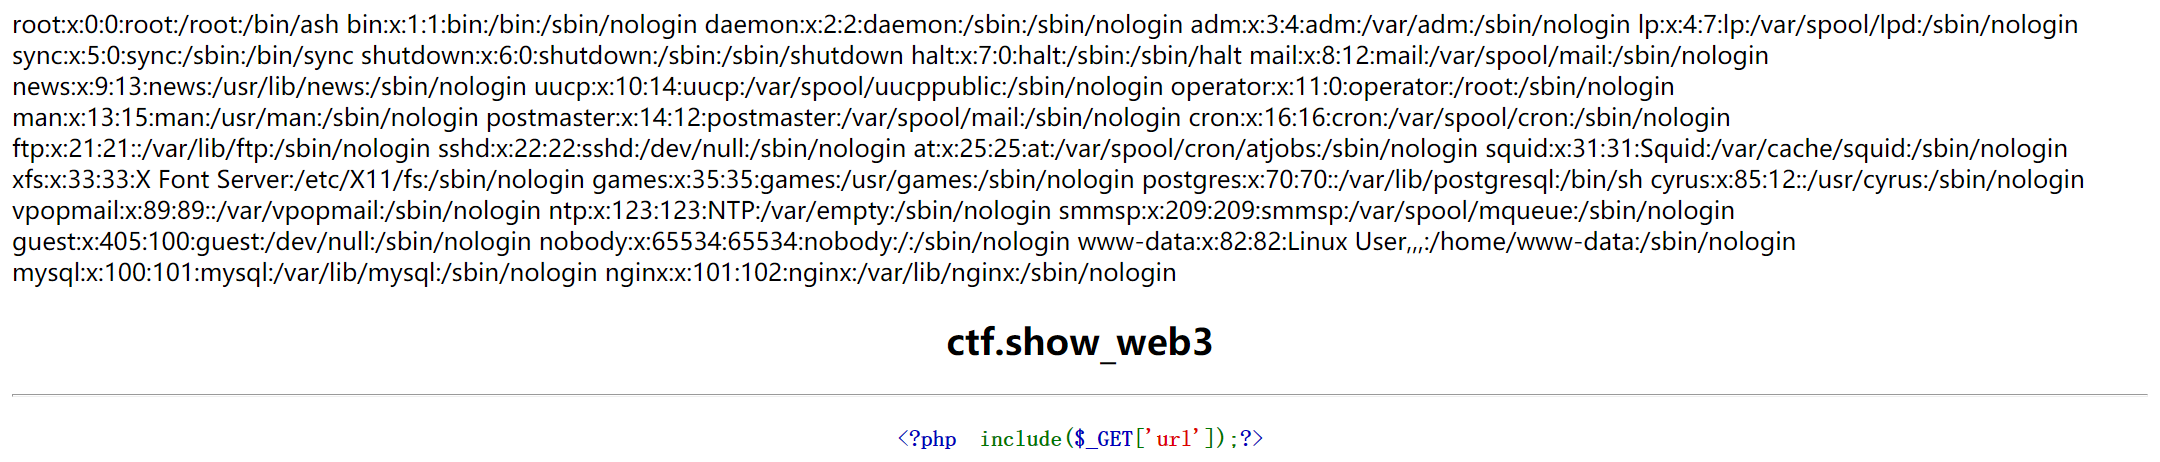 root:x:0:0:root:/root:/bin/ash bin:x:1:1:bin:/bin:/sbin/nologin daemon:x:2:2:daemon:/sbin:/sbin/nologin adm:x:3:4:adm:/var/adm:/sbin/nologin lp:x:4:7:lp:/var/spool/lpd:/sbin/nologin
sync:x:5:0:sync:/sbin:/bin/sync shutdown:x:6:0:shutdown:/sbin:/sbin/shutdown halt:x:7:0:halt:/sbin:/sbin/halt mail:x:8:12:mail:/var/spool/mail:/sbin/nologin
news:x:9:13:news:/usr/lib/news:/sbin/nologin uucp:x:10:14:uucp:/var/spool/uucppublic:/sbin/nologin operator:x:11:0:operator:/root:/sbin/nologin
man:x:13:15:man:/usr/man:/sbin/nologin postmaster:x:14:12:postmaster:/var/spool/mail:/sbin/nologin cron:x:16:16:cron:/var/spool/cron:/sbin/nologin
ftp:x:21:21::/var/lib/ftp:/sbin/nologin sshd:x:22:22:sshd:/dev/null:/sbin/nologin at:x:25:25:at:/var/spool/cron/atjobs:/sbin/nologin squid:x:31:31:Squid:/var/cache/squid:/sbin/nologin
xfs:x:33:33:X Font Server:/etc/X11/fs:/sbin/nologin games:x:35:35:games:/usr/games:/sbin/nologin postgres:x:70:70::/var/lib/postgresql:/bin/sh cyrus:x:85:12::/usr/cyrus:/sbin/nologin
vpopmail:x:89:89::/var/vpopmail:/sbin/nologin ntp:x:123:123:NTP:/var/empty:/sbin/nologin smmsp:x:209:209:smmsp:/var/spool/mqueue:/sbin/nologin
guest:x:405:100:guest:/dev/null:/sbin/nologin nobody:x:65534:65534:nobody:/:/sbin/nologin www-data:x:82:82:Linux User,,,:/home/www-data:/sbin/nologin
mysql:x:100:101:mysql:/var/lib/mysql:/sbin/nologin nginx:x:101:102:nginx:/var/lib/nginx:/sbin/nologin
ctf.show_web3
<?php  include($_GET['url']);?>